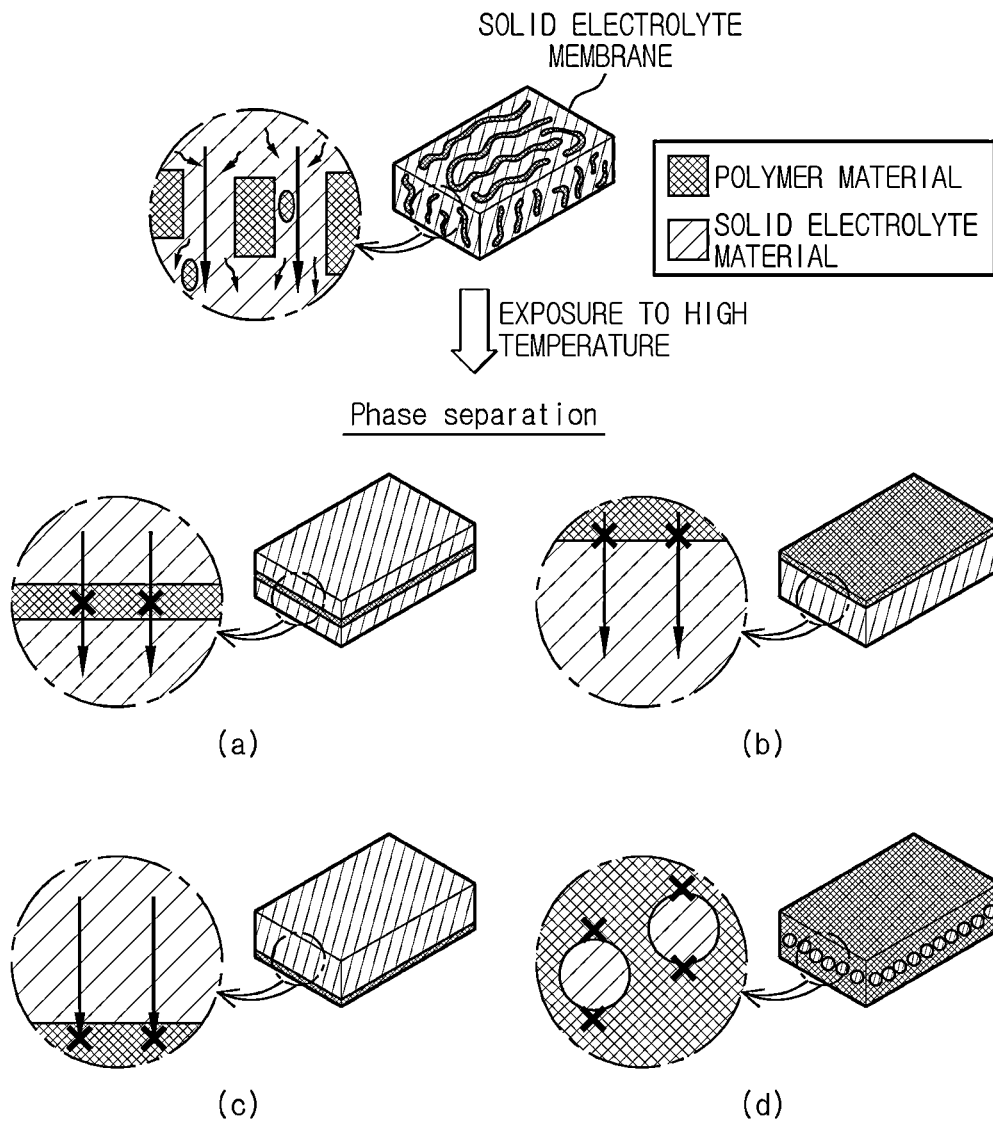 SOLID ELECTROLYTE
MEMBRANE
POLYMER MATERIAL
SOLID ELECTROLYTE
MATERIAL
EXPOSURE TO HIGH
TEMPERATURE
Phase separation
(a)
(b)
(c)
(d)